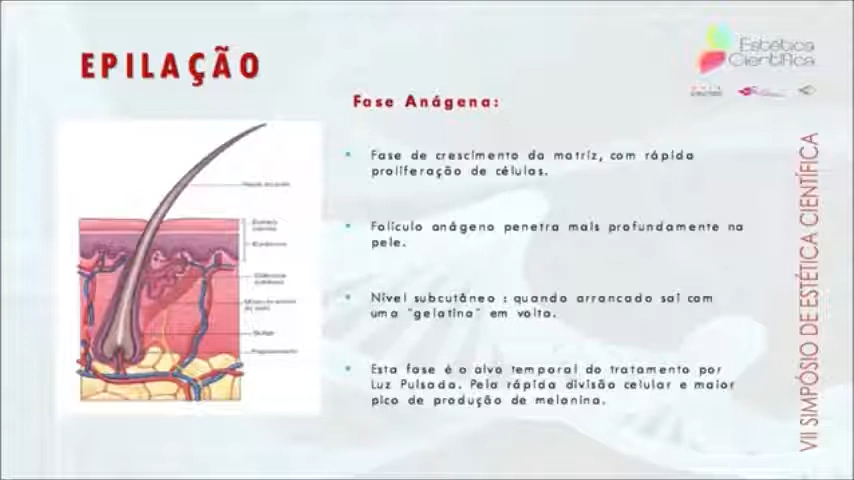 EPILAÇÃO
Estética
Científica
Fase Anágena:
Fase de crescimento da matriz, com rápida
proliferação de células.
Folículo anágeno penetra mais profundamente na
pele.
Nível subcutâneo : quando arrancado sai com
uma "gelatina" em volta.
Esta fase é o alvo temporal do tratamento por
Luz Pulsada. Pela rápida divisão celular e maior
pico de produção de melanina.
VII SIMPÓSIO DE ESTÉTICA CIENTÍFICA